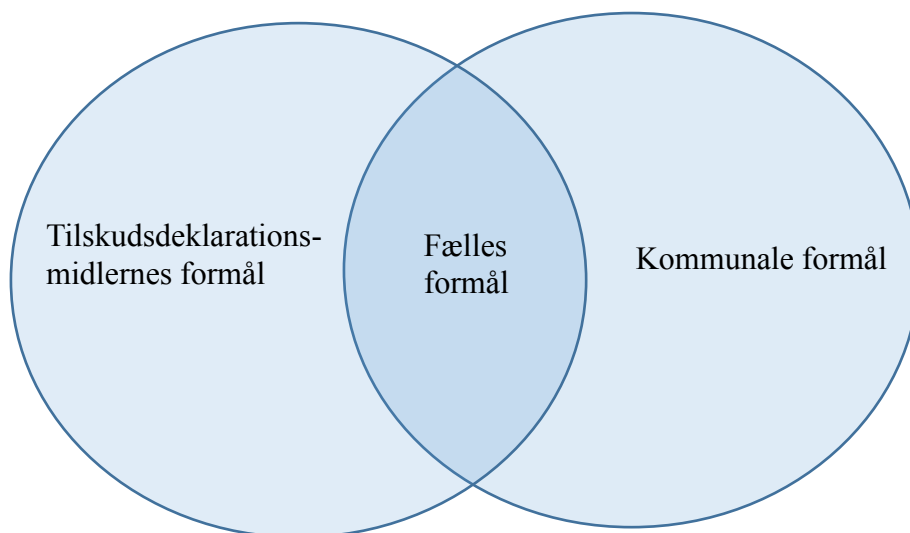 Tilskudsdeklarations-
midlernes formål
Fælles
formål
Kommunale formål